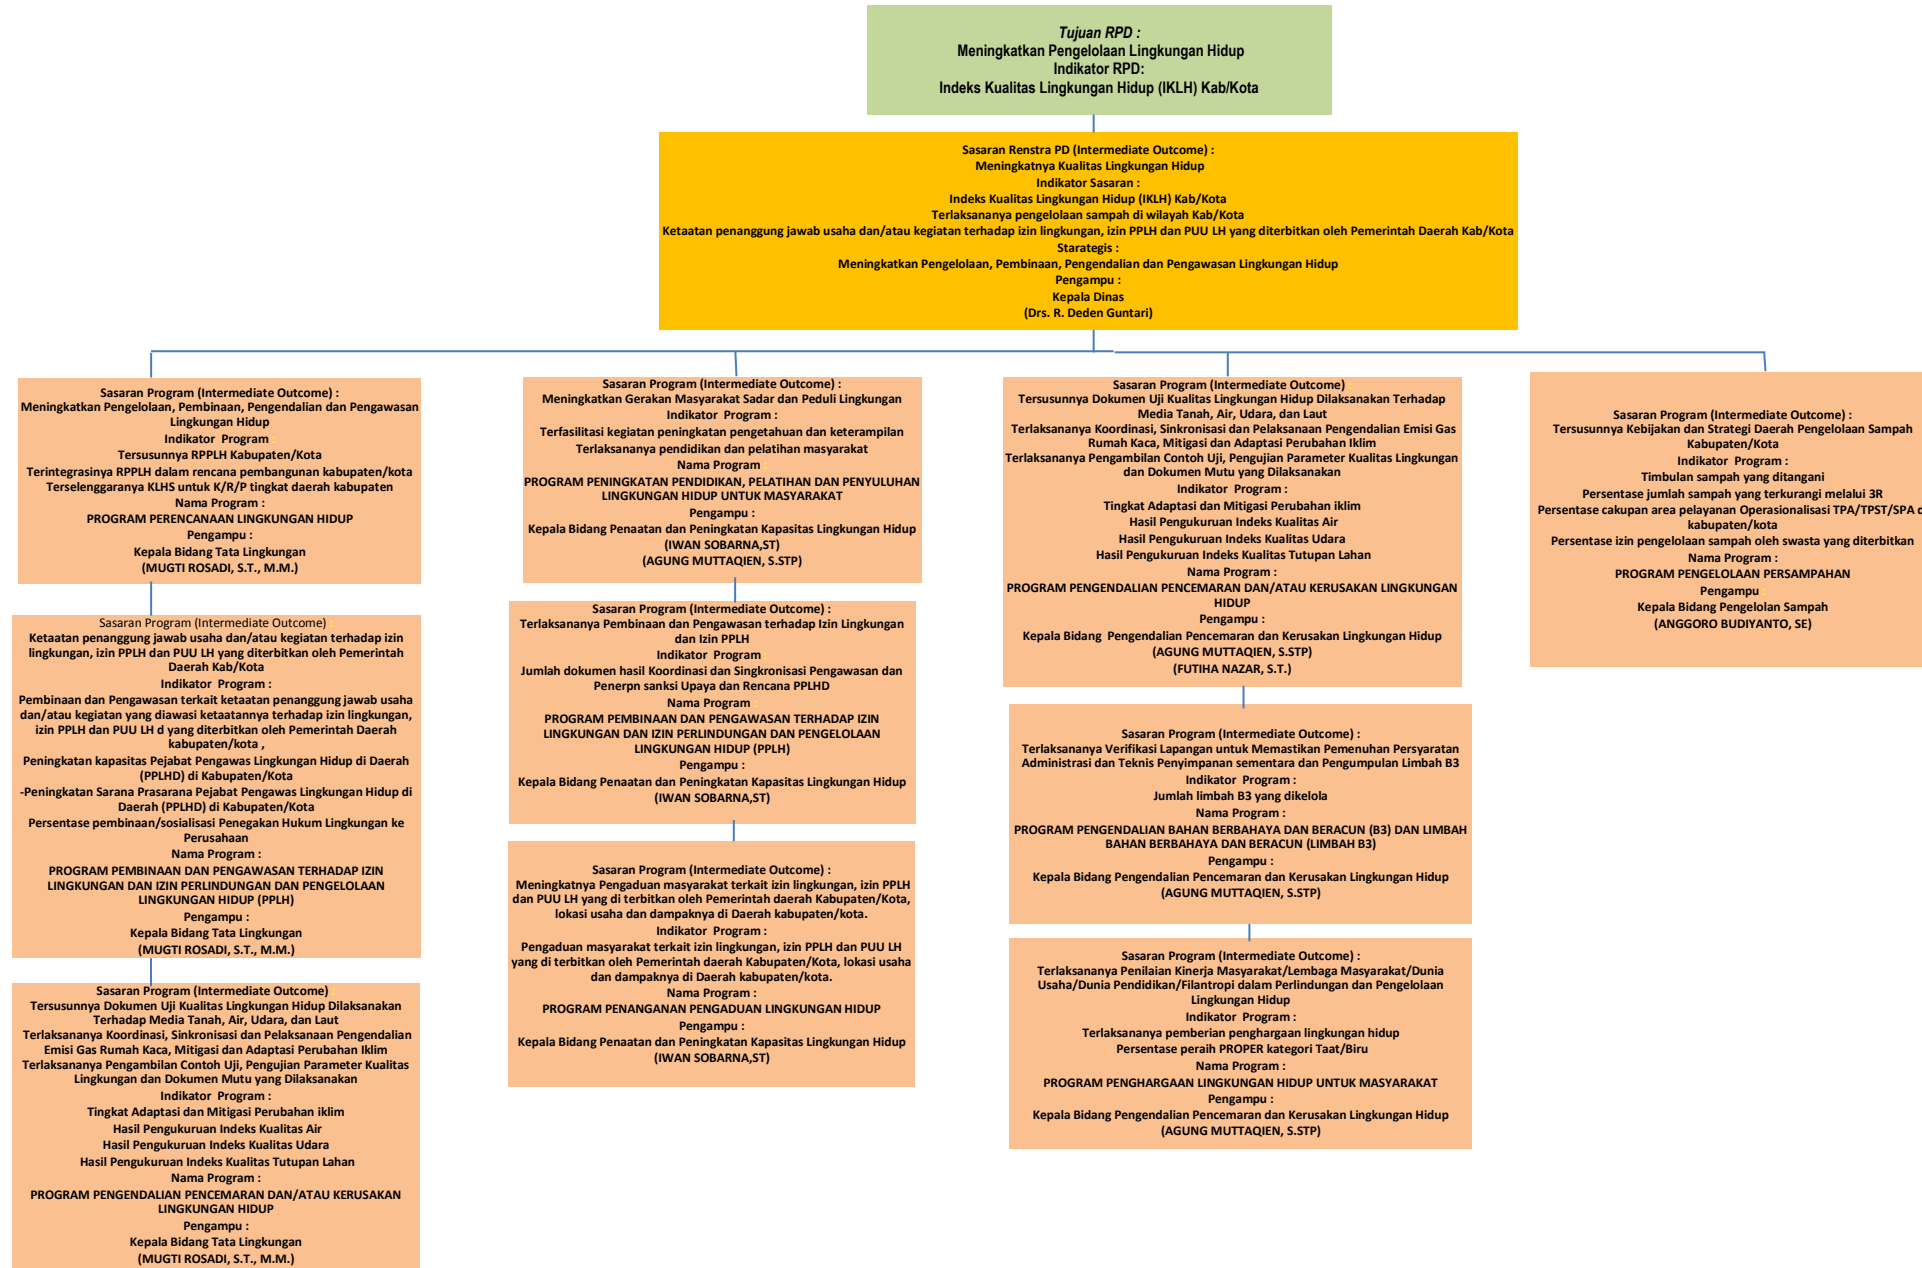 Tujuan RPD :
Meningkatkan Pengelolaan Lingkungan Hidup
Indikator RPD:
Indeks Kualitas Lingkungan Hidup (IKLH) Kab/Kota
Sasaran Renstra PD (Intermediate Outcome) :
Meningkatnya Kualitas Lingkungan Hidup
Indikator Sasaran :
Indeks Kualitas Lingkungan Hidup (IKLH) Kab/Kota
Terlaksananya pengelolaan sampah di wilayah Kab/Kota
Ketaatan penanggung jawab usaha dan/atau kegiatan terhadap izin lingkungan, izin PPLH dan PUU LH yang diterbitkan oleh Pemerintah Daerah Kab/Kota
Starategis :
Meningkatkan Pengelolaan, Pembinaan, Pengendalian dan Pengawasan Lingkungan Hidup
Pengampu :
Kepala Dinas
(Drs. R. Deden Guntari)
Sasaran Program (Intermediate Outcome) :
Meningkatkan Pengelolaan, Pembinaan, Pengendalian dan Pengawasan
Lingkungan Hidup
Indikator Program :
Tersusunnya RPPLH Kabupaten/Kota
Terintegrasinya RPPLH dalam rencana pembangunan kabupaten/kota
Terselenggaranya KLHS untuk K/R/P tingkat daerah kabupaten
Nama Program :
PROGRAM PERENCANAAN LINGKUNGAN HIDUP
Pengampu :
Kepala Bidang Tata Lingkungan
(MUGTI ROSADI, S.T., M.M.)
Sasaran Program (Intermediate Outcome) :
Ketaatan penanggung jawab usaha dan/atau kegiatan terhadap izin
lingkungan, izin PPLH dan PUU LH yang diterbitkan oleh Pemerintah
Daerah Kab/Kota
Indikator Program :
Pembinaan dan Pengawasan terkait ketaatan penanggung jawab usaha
dan/atau kegiatan yang diawasi ketaatannya terhadap izin lingkungan,
izin PPLH dan PUU LH d yang diterbitkan oleh Pemerintah Daerah
kabupaten/kota ,
Peningkatan kapasitas Pejabat Pengawas Lingkungan Hidup di Daerah
(PPLHD) di Kabupaten/Kota
-Peningkatan Sarana Prasarana Pejabat Pengawas Lingkungan Hidup di
Daerah (PPLHD) di Kabupaten/Kota
Persentase pembinaan/sosialisasi Penegakan Hukum Lingkungan ke
Perusahaan
Nama Program :
PROGRAM PEMBINAAN DAN PENGAWASAN TERHADAP IZIN
LINGKUNGAN DAN IZIN PERLINDUNGAN DAN PENGELOLAAN
LINGKUNGAN HIDUP (PPLH)
Pengampu :
Kepala Bidang Tata Lingkungan
(MUGTI ROSADI, S.T., M.M.)
Sasaran Program (Intermediate Outcome)
Tersusunnya Dokumen Uji Kualitas Lingkungan Hidup Dilaksanakan
Terhadap Media Tanah, Air, Udara, dan Laut
Terlaksananya Koordinasi, Sinkronisasi dan Pelaksanaan Pengendalian
Emisi Gas Rumah Kaca, Mitigasi dan Adaptasi Perubahan Iklim
Terlaksananya Pengambilan Contoh Uji, Pengujian Parameter Kualitas
Lingkungan dan Dokumen Mutu yang Dilaksanakan
Indikator Program :
Tingkat Adaptasi dan Mitigasi Perubahan iklim
Hasil Pengukuruan Indeks Kualitas Air
Hasil Pengukuruan Indeks Kualitas Udara
Hasil Pengukuruan Indeks Kualitas Tutupan Lahan
Nama Program :
PROGRAM PENGENDALIAN PENCEMARAN DAN/ATAU KERUSAKAN
LINGKUNGAN HIDUP
Pengampu :
Kepala Bidang Tata Lingkungan
(MUGTI ROSADI, S.T., M.M.)
Sasaran Program (Intermediate Outcome) :
Meningkatkan Gerakan Masyarakat Sadar dan Peduli Lingkungan
Indikator Program :
Terfasilitasi kegiatan peningkatan pengetahuan dan keterampilan
Terlaksananya pendidikan dan pelatihan masyarakat
Nama Program :
PROGRAM PENINGKATAN PENDIDIKAN, PELATIHAN DAN PENYULUHAN
LINGKUNGAN HIDUP UNTUK MASYARAKAT
Pengampu :
Kepala Bidang Penaatan dan Peningkatan Kapasitas Lingkungan Hidup
(IWAN SOBARNA,ST)
(AGUNG MUTTAQIEN, S.STP)
Sasaran Program (Intermediate Outcome) :
Terlaksananya Pembinaan dan Pengawasan terhadap Izin Lingkungan
dan Izin PPLH
Indikator Program :
Jumlah dokumen hasil Koordinasi dan Singkronisasi Pengawasan dan
Penerpn sanksi Upaya dan Rencana PPLHD
Nama Program :
PROGRAM PEMBINAAN DAN PENGAWASAN TERHADAP IZIN
LINGKUNGAN DAN IZIN PERLINDUNGAN DAN PENGELOLAAN
LINGKUNGAN HIDUP (PPLH)
Pengampu :
Kepala Bidang Penaatan dan Peningkatan Kapasitas Lingkungan Hidup
(IWAN SOBARNA,ST)
Sasaran Program (Intermediate Outcome) :
Meningkatnya Pengaduan masyarakat terkait izin lingkungan, izin PPLH
dan PUU LH yang di terbitkan oleh Pemerintah daerah Kabupaten/Kota,
lokasi usaha dan dampaknya di Daerah kabupaten/kota.
Indikator Program :
Pengaduan masyarakat terkait izin lingkungan, izin PPLH dan PUU LH
yang di terbitkan oleh Pemerintah daerah Kabupaten/Kota, lokasi usaha
dan dampaknya di Daerah kabupaten/kota.
Nama Program :
PROGRAM PENANGANAN PENGADUAN LINGKUNGAN HIDUP
Pengampu :
Kepala Bidang Penaatan dan Peningkatan Kapasitas Lingkungan Hidup
(IWAN SOBARNA,ST)
Sasaran Program (Intermediate Outcome) :
Tersusunnya Dokumen Uji Kualitas Lingkungan Hidup Dilaksanakan Terhadap
Media Tanah, Air, Udara, dan Laut
Terlaksananya Koordinasi, Sinkronisasi dan Pelaksanaan Pengendalian Emisi Gas
Rumah Kaca, Mitigasi dan Adaptasi Perubahan Iklim
Terlaksananya Pengambilan Contoh Uji, Pengujian Parameter Kualitas Lingkungan
dan Dokumen Mutu yang Dilaksanakan
Indikator Program :
Tingkat Adaptasi dan Mitigasi Perubahan iklim
Hasil Pengukuruan Indeks Kualitas Air
Hasil Pengukuruan Indeks Kualitas Udara
Hasil Pengukuruan Indeks Kualitas Tutupan Lahan
Nama Program :
PROGRAM PENGENDALIAN PENCEMARAN DAN/ATAU KERUSAKAN LINGKUNGAN
HIDUP
Pengampu :
Kepala Bidang Pengendalian Pencemaran dan Kerusakan Lingkungan Hidup
(AGUNG MUTTAQIEN, S.STP)
(FUTIHA NAZAR, S.T.)
Sasaran Program (Intermediate Outcome) :
Terlaksananya Verifikasi Lapangan untuk Memastikan Pemenuhan Persyaratan
Administrasi dan Teknis Penyimpanan sementara dan Pengumpulan Limbah B3
Indikator Program :
Jumlah limbah B3 yang dikelola
Nama Program :
PROGRAM PENGENDALIAN BAHAN BERBAHAYA DAN BERACUN (B3) DAN LIMBAH
BAHAN BERBAHAYA DAN BERACUN (LIMBAH B3)
Pengampu :
Kepala Bidang Pengendalian Pencemaran dan Kerusakan Lingkungan Hidup
(AGUNG MUTTAQIEN, S.STP)
Sasaran Program (Intermediate Outcome) :
Terlaksananya Penilaian Kinerja Masyarakat/Lembaga Masyarakat/Dunia
Usaha/Dunia Pendidikan/Filantropi dalam Perlindungan dan Pengelolaan
Lingkungan Hidup
Indikator Program :
Terlaksananya pemberian penghargaan lingkungan hidup
Persentase peraih PROPER kategori Taat/Biru
Nama Program :
PROGRAM PENGHARGAAN LINGKUNGAN HIDUP UNTUK MASYARAKAT
Pengampu :
Kepala Bidang Pengendalian Pencemaran dan Kerusakan Lingkungan Hidup
(AGUNG MUTTAQIEN, S.STP)
Sasaran Program (Intermediate Outcome) :
Tersusunnya Kebijakan dan Strategi Daerah Pengelolaan Sampah
Kabupaten/Kota
Indikator Program :
Timbulan sampah yang ditangani
Persentase jumlah sampah yang terkurangi melalui 3R
Persentase cakupan area pelayanan Operasionalisasi TPA/TPST/SPA
kabupaten/kota
Persentase izin pengelolaan sampah oleh swasta yang diterbitkan
Nama Program :
PROGRAM PENGELOLAAN PERSAMPAHAN
Pengampu :
Kepala Bidang Pengelolan Sampah
(ANGGORO BUDIYANTO, SE)